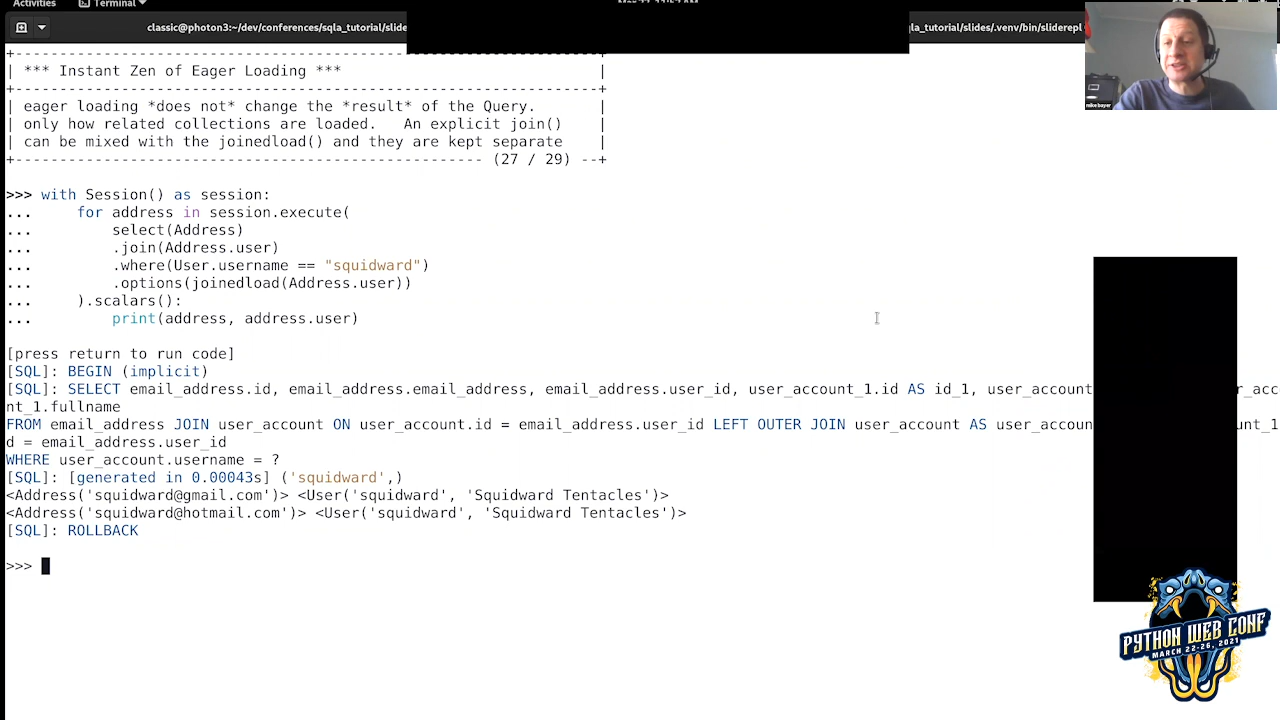 Activities
Terminal
classic@photon3:~/dev/conferences/sqla_tutorial/slide
la_tutorial/slides/.venv/bin/sliderepl
mike bayer
+-------------------------------------------------------------------+
| *** Instant Zen of Eager Loading *** |
+-------------------------------------------------------------------+
| eager loading *does not* change the *result* of the Query. |
| only how related collections are loaded. An explicit join() |
| can be mixed with the joinedload() and they are kept separate |
+------------------------------------------------------ (27 / 29) --+
>>> with Session() as session:
... for address in session.execute(
... select(Address)
... .join(Address.user)
... .where(User.username == "squidward")
... .options(joinedload(Address.user))
... ).scalars():
... print(address, address.user)
[press return to run code]
[SQL]: BEGIN (implicit)
[SQL]: SELECT email_address.id, email_address.email_address, email_address.user_id, user_account_1.id AS id_1, user_account
nt_1.fullname
FROM email_address JOIN user_account ON user_account.id = email_address.user_id LEFT OUTER JOIN user_account AS user_accoun
d = email_address.user_id
WHERE user_account.username = ?
[SQL]: [generated in 0.00043s] ('squidward',)
<Address('squidward@gmail.com')> <User('squidward', 'Squidward Tentacles')>
<Address('squidward@hotmail.com')> <User('squidward', 'Squidward Tentacles')>
[SQL]: ROLLBACK
>>>
PYTHON WEB CONF
MARCH 22-26, 2021